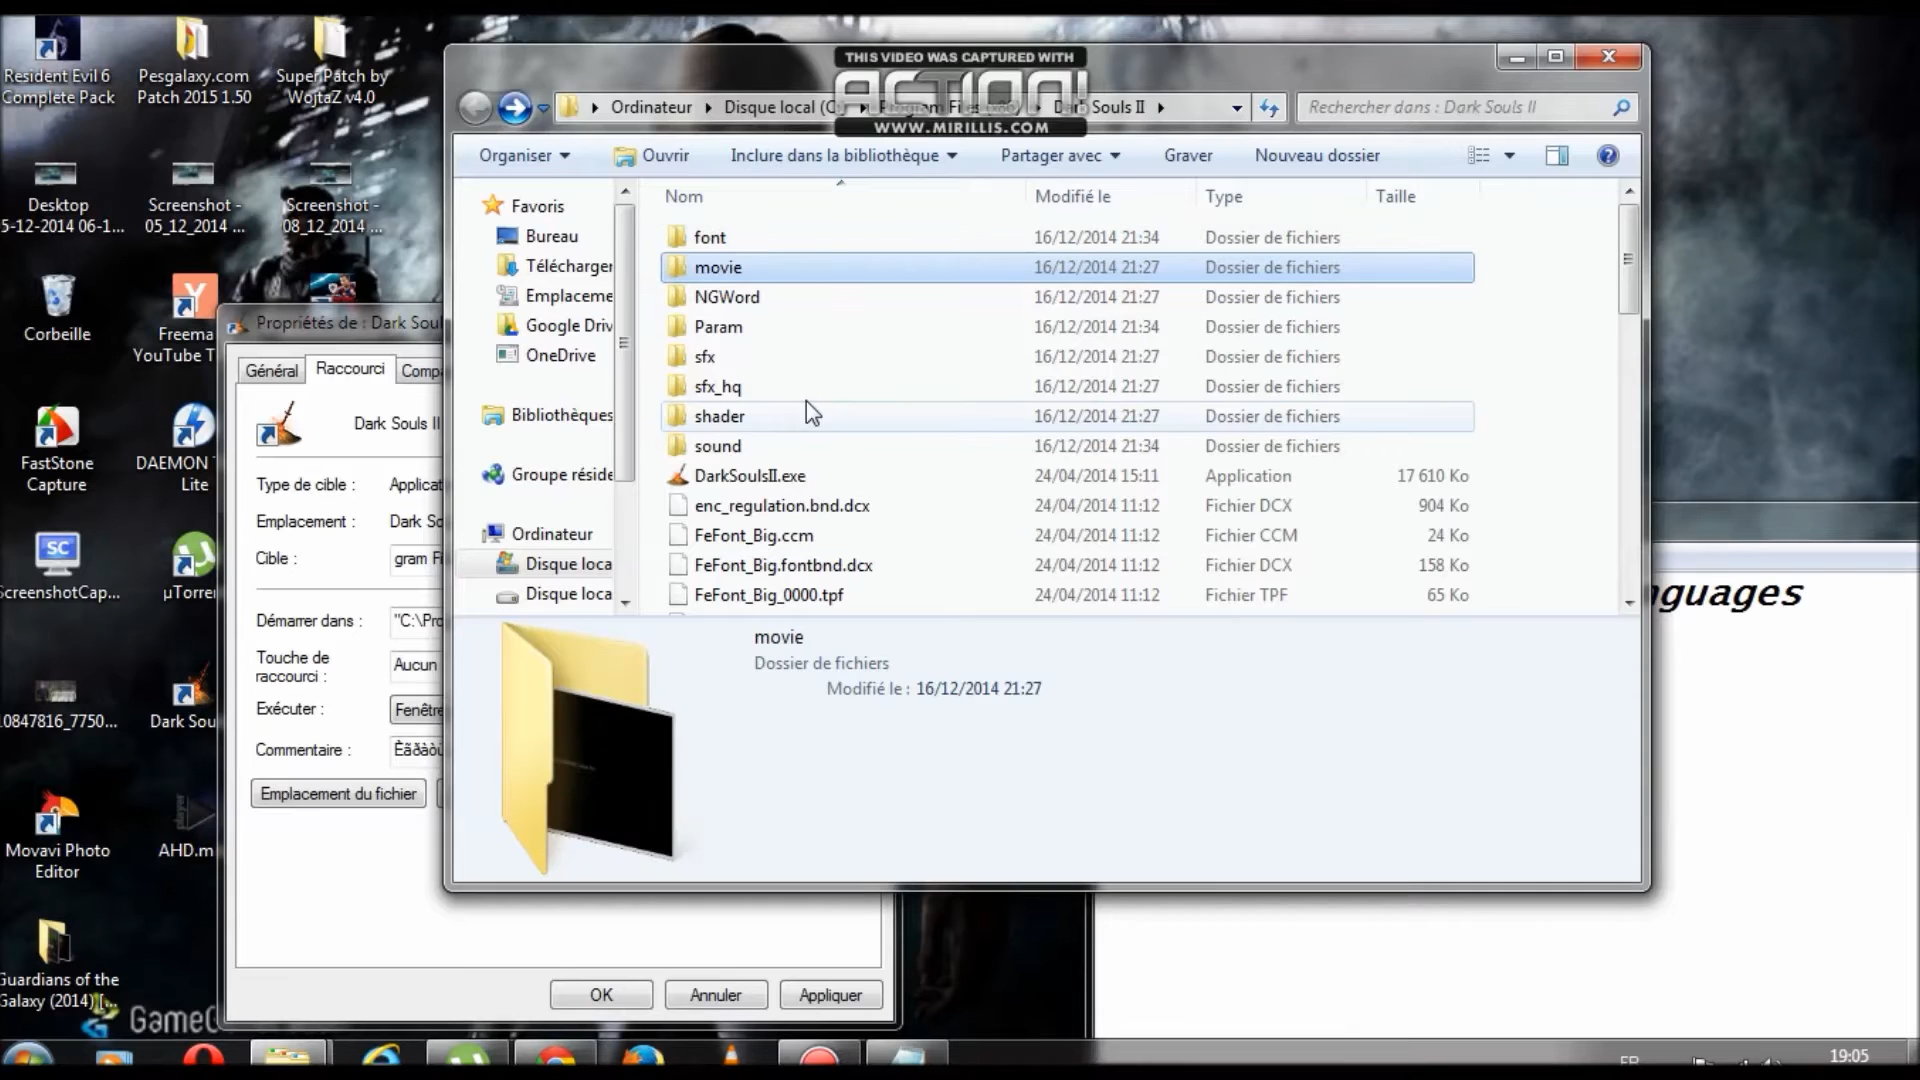 Resident Evil 6
Complete Pack
Pesgalaxy.com
Patch 2015 1.50
Super Patch by
WojtaZ v4.0
Desktop
5-12-2014 06-1...
Screenshot -
05_12_2014 ...
Screenshot -
08_12_2014 ...
Corbeille
Freema
YouTube T
FastStone
Capture
DAEMON
Lite
SC
ScreenshotCap...
µTorre
0847816_7750...
Dark Sou
Movavi Photo
Editor
AHD.m
Guardians of the
Galaxy (2014) [...
GameG
THIS VIDEO WAS CAPTURED WITH
ACTION!
WWW.MIRILLIS.COM
Ordinateur
Disque local (C
Program Files (x86)
Dark Souls II
Rechercher dans : Dark Souls II
Organiser
Ouvrir
Inclure dans la bibliothèque
Partager avec
Graver
Nouveau dossier
Favoris
Bureau
Télécharger
Emplaceme
Google Driv
OneDrive
Bibliothèques
Groupe réside
Ordinateur
Disque loca
Disque loca
Nom Modifié le Type Taille
font 16/12/2014 21:34 Dossier de fichiers
movie 16/12/2014 21:27 Dossier de fichiers
NGWord 16/12/2014 21:27 Dossier de fichiers
Param 16/12/2014 21:34 Dossier de fichiers
sfx 16/12/2014 21:27 Dossier de fichiers
sfx_hq 16/12/2014 21:27 Dossier de fichiers
shader 16/12/2014 21:27 Dossier de fichiers
sound 16/12/2014 21:34 Dossier de fichiers
DarkSoulsII.exe 24/04/2014 15:11 Application 17 610 Ko
enc_regulation.bnd.dcx 24/04/2014 11:12 Fichier DCX 904 Ko
FeFont_Big.ccm 24/04/2014 11:12 Fichier CCM 24 Ko
FeFont_Big.fontbnd.dcx 24/04/2014 11:12 Fichier DCX 158 Ko
FeFont_Big_0000.tpf 24/04/2014 11:12 Fichier TPF 65 Ko
movie
Dossier de fichiers
Modifié le : 16/12/2014 21:27
Propriétés de : Dark Soul
Général
Raccourci
Comp
Dark Souls II
Type de cible : Applicat
Emplacement : Dark So
Cible : gram Fi
Démarrer dans : "C:\Pro
Touche de
raccourci : Aucun
Exécuter : Fenêtre
Commentaire : Èãðàòü
Emplacement du fichier
OK
Annuler
Appliquer
nguages
FR
19:05